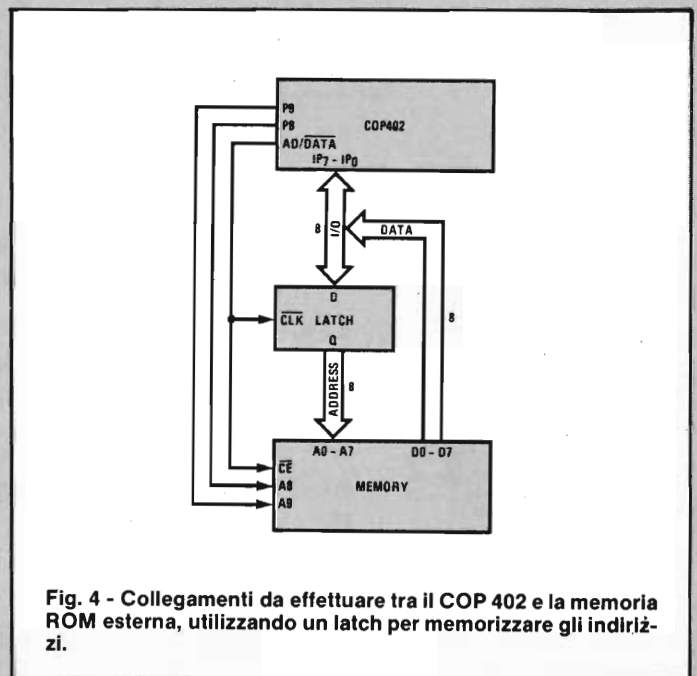 P9
P8
COP402
AD/DATA
IP7 - IP0
8
I/O
DATA
D
CLK LATCH
8
Q
ADDRESS
8
A0 - A7
D0 - D7
CE
A8
MEMORY
A9
Fig. 4 - Collegamenti da effettuare tra il COP 402 e la memoria
ROM esterna, utilizzando un latch per memorizzare gli indiriz-
zi.